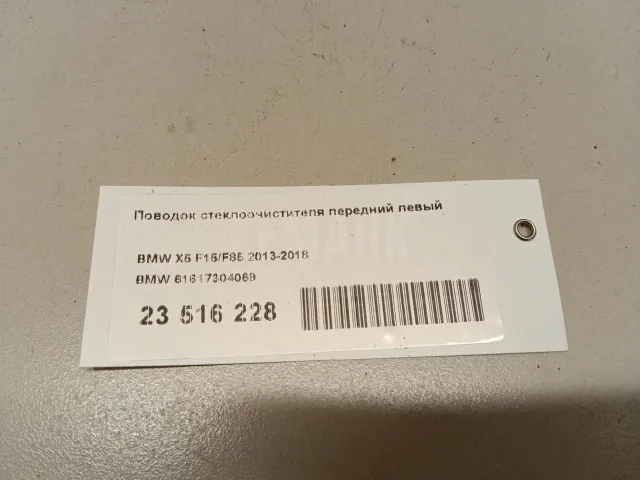 Поводок стеклоочистителя передний левый
BMW X5 F15/F85 2013-2018
BMW 61617304069
23 516 228